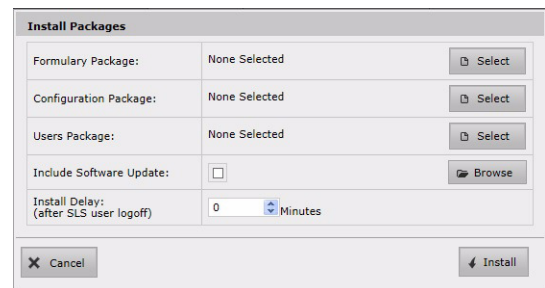 Install Packages
Formulary Package: None Selected Select
Configuration Package: None Selected Select
Users Package: None Selected Select
Include Software Update: Browse
Install Delay:
(after SLS user logoff) 0 Minutes
Cancel Install